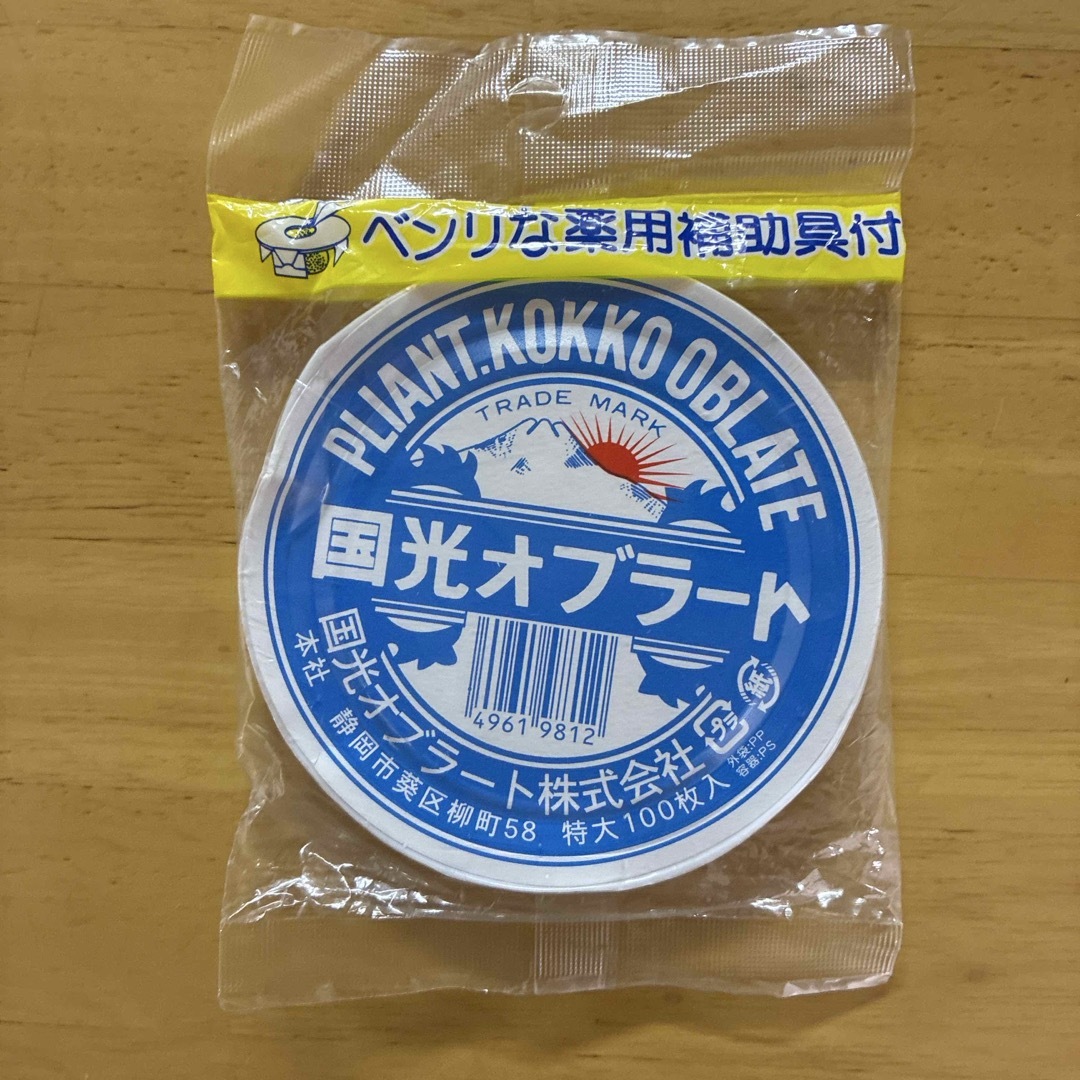 ベンリな薬用補助具付
PLIANT.KOKKO OBLATE
TRADE MARK
国光オブラート
4961 9812
国光オブラート株式会社
プラ
紙
外袋:PP
容器:PS
本社 静岡市葵区柳町58 特大100枚入